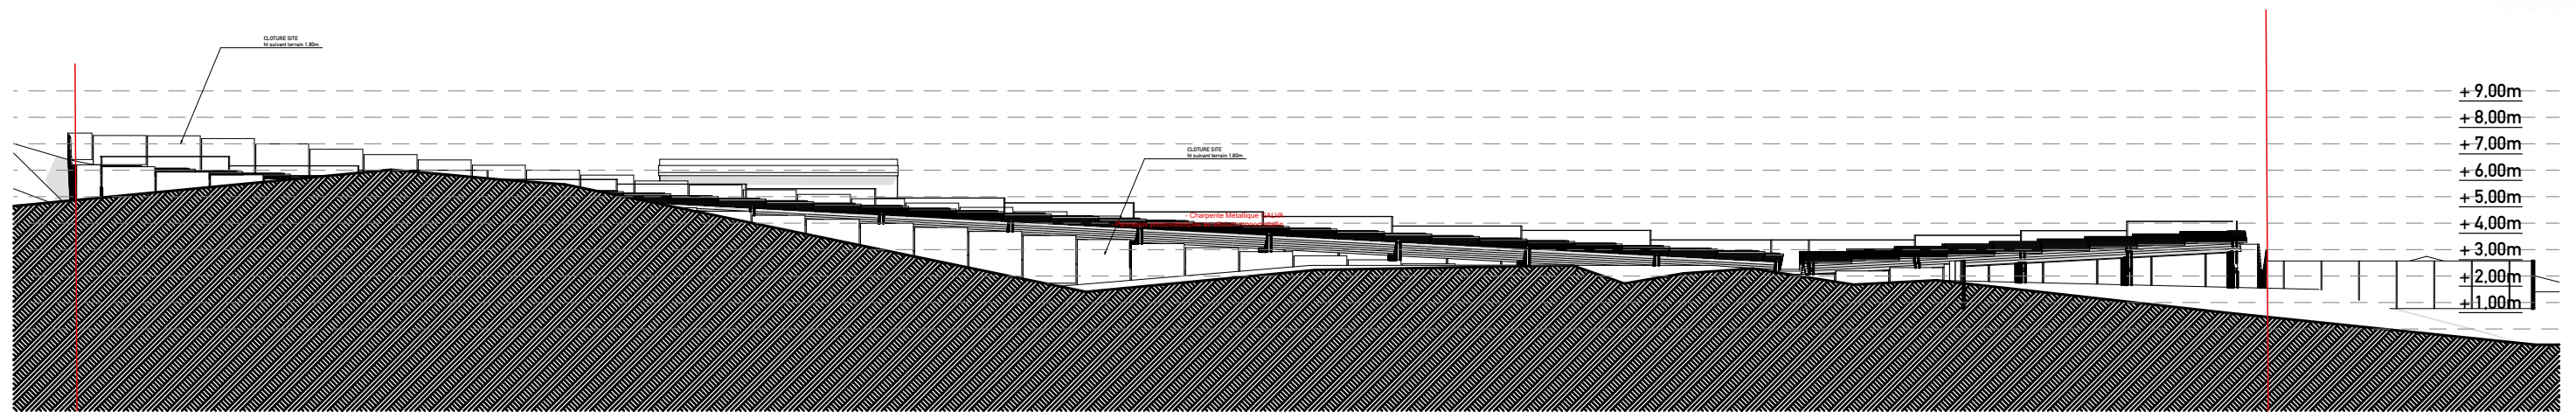 CLOTURE SITE
ht suivant terrain 1.80m
CLOTURE SITE
ht suivant terrain 1.80m
- Charpente Métallique GALVA
+ 9,00m
+ 8,00m
+ 7,00m
+ 6,00m
+ 5,00m
+ 4,00m
+ 3,00m
+ 2,00m
+ 1,00m